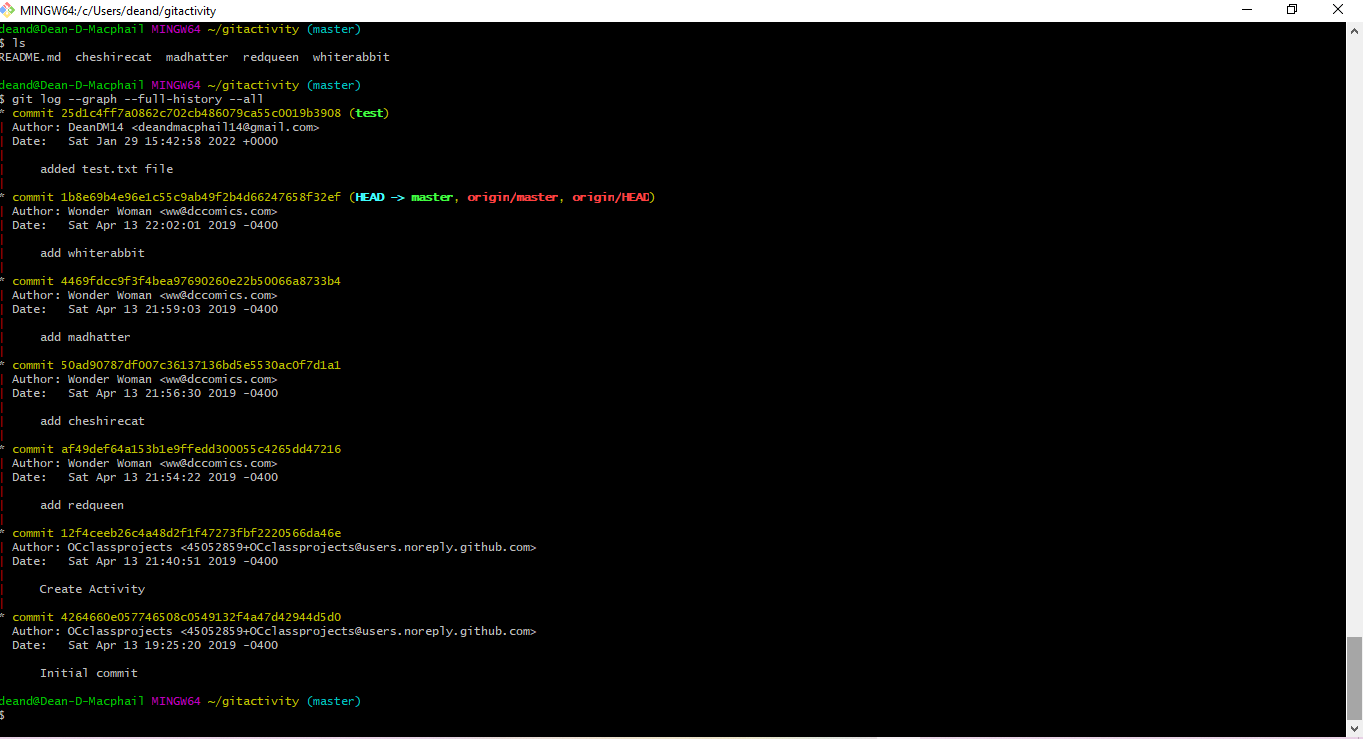 MINGW64:/c/Users/deand/gitactivity
deand@Dean-D-Macphail MINGW64 ~/gitactivity (master)
$ ls
README.md  cheshirecat  madhatter  redqueen  whiterabbit
deand@Dean-D-Macphail MINGW64 ~/gitactivity (master)
$ git log --graph --full-history --all
* commit 25d1c4ff7a0862c702cb486079ca55c0019b3908 (test)
| Author: DeanDM14 <deandmacphail14@gmail.com>
| Date:   Sat Jan 29 15:42:58 2022 +0000
|
|     added test.txt file
|
* commit 1b8e69b4e96e1c55c9ab49f2b4d66247658f32ef (HEAD -> master, origin/master, origin/HEAD)
| Author: Wonder Woman <ww@dccomics.com>
| Date:   Sat Apr 13 22:02:01 2019 -0400
|
|     add whiterabbit
|
* commit 4469fdcc9f3f4bea97690260e22b50066a8733b4
| Author: Wonder Woman <ww@dccomics.com>
| Date:   Sat Apr 13 21:59:03 2019 -0400
|
|     add madhatter
|
* commit 50ad90787df007c36137136bd5e5530ac0f7d1a1
| Author: Wonder Woman <ww@dccomics.com>
| Date:   Sat Apr 13 21:56:30 2019 -0400
|
|     add cheshirecat
|
* commit af49def64a153b1e9ffedd300055c4265dd47216
| Author: Wonder Woman <ww@dccomics.com>
| Date:   Sat Apr 13 21:54:22 2019 -0400
|
|     add redqueen
|
* commit 12f4ceeb26c4a48d2f1f47273fbf2220566da46e
| Author: OCclassprojects <45052859+OCclassprojects@users.noreply.github.com>
| Date:   Sat Apr 13 21:40:51 2019 -0400
|
|     Create Activity
|
* commit 4264660e057746508c0549132f4a47d42944d5d0
  Author: OCclassprojects <45052859+OCclassprojects@users.noreply.github.com>
  Date:   Sat Apr 13 19:25:20 2019 -0400
      Initial commit
deand@Dean-D-Macphail MINGW64 ~/gitactivity (master)
$